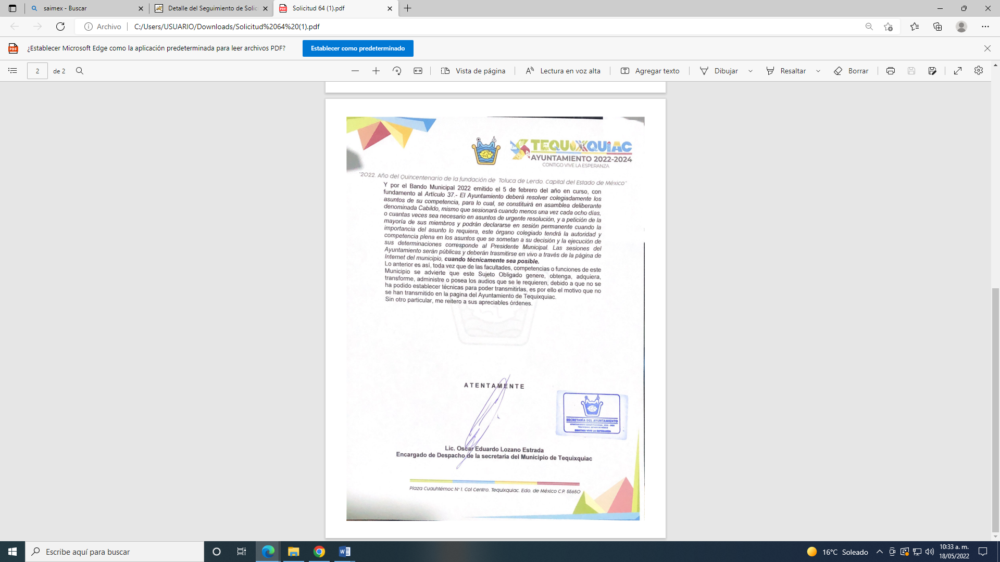 saimex - Buscar
Detalle del Seguimiento de Solic
Solicitud 64 (1).pdf
Archivo
C:/Users/USUARIO/Downloads/Solicitud%2064%20(1).pdf
PDF
¿Establecer Microsoft Edge como la aplicación predeterminada para leer archivos PDF?
Establecer como predeterminado
2
de 2
Vista de página
Lectura en voz alta
Agregar texto
Dibujar
Resaltar
Borrar
TEQUIXQUIAC
AYUNTAMIENTO 2022-2024
CONTIGO VIVE LA ESPERANZA
"2022. Año del Quincentenario de la fundación de Toluca de Lerdo. Capital del Estado de México"
Y por el Bando Municipal 2022 emitido el 5 de febrero del año en curso, con
fundamento al Artículo 37.- El Ayuntamiento deberá resolver colegiadamente los
asuntos de su competencia, para lo cual, se constituirá en asamblea deliberante
denominada Cabildo, mismo que sesionará cuando menos una vez cada ocho días,
o cuantas veces sea necesario en asuntos de urgente resolución, y a petición de la
mayoría de sus miembros y podrán declararse en sesión permanente cuando la
importancia del asunto lo requiera, este órgano colegiado tendrá la autoridad y
competencia plena en los asuntos que se sometan a su decisión y la ejecución de
sus determinaciones corresponde al Presidente Municipal. Las sesiones del
Ayuntamiento serán públicas y deberán trasmitirse en vivo a través de la página de
Internet del municipio, cuando técnicamente sea posible.
Lo anterior es así, toda vez que de las facultades, competencias o funciones de este
Municipio se advierte que este Sujeto Obligado genere, obtenga, adquiera,
transforme, administre o posea los audios que se le requieren, debido a que no se
ha podido establecer técnicas para poder transmitirlas, es por ello el motivo que no
se han transmitido en la pagina del Ayuntamiento de Tequixquiac.
Sin otro particular, me reitero a sus apreciables órdenes.
ATENTAMENTE
SECRETARÍA DEL AYUNTAMIENTO
AYUNTAMIENTO CONSTITUCIONAL 2022 - 2024
TEQUIXQUIAC, ESTADO DE MÉXICO
CONTIGO VIVE LA ESPERANZA
Lic. Oscar Eduardo Lozano Estrada
Encargado de Despacho de la secretaria del Municipio de Tequixquiac
Plaza Cuauhtémoc N° 1. Col Centro. Tequixquiac. Edo. de México C.P. 55650
Escribe aquí para buscar
16°C Soleado
10:33 a. m.
18/05/2022